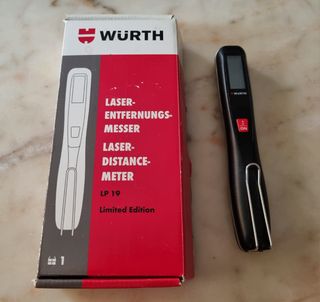 WÜRTH
LASER-
ENTFERNUNGS-
MESSER
LASER-
DISTANCE-
METER
LP 19
Limited Edition
1
WÜRTH
ON